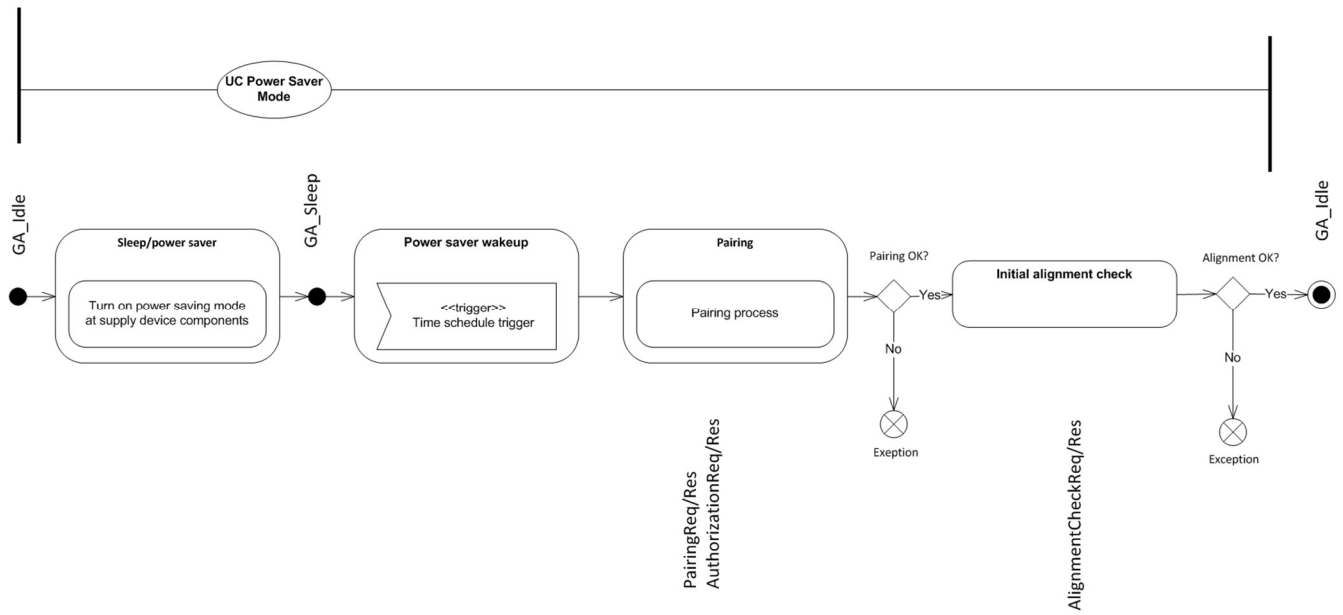 UC Power Saver
Mode
GA_Idle
GA_Sleep
GA_Idle
Sleep/power saver
Turn on power saving mode
at supply device components
Power saver wakeup
<<trigger>>
Time schedule trigger
Pairing
Pairing process
Pairing OK?
Yes
No
Exeption
Initial alignment check
Alignment OK?
Yes
No
Exception
PairingReq/Res
AuthorizationReq/Res
AlignmentCheckReq/Res